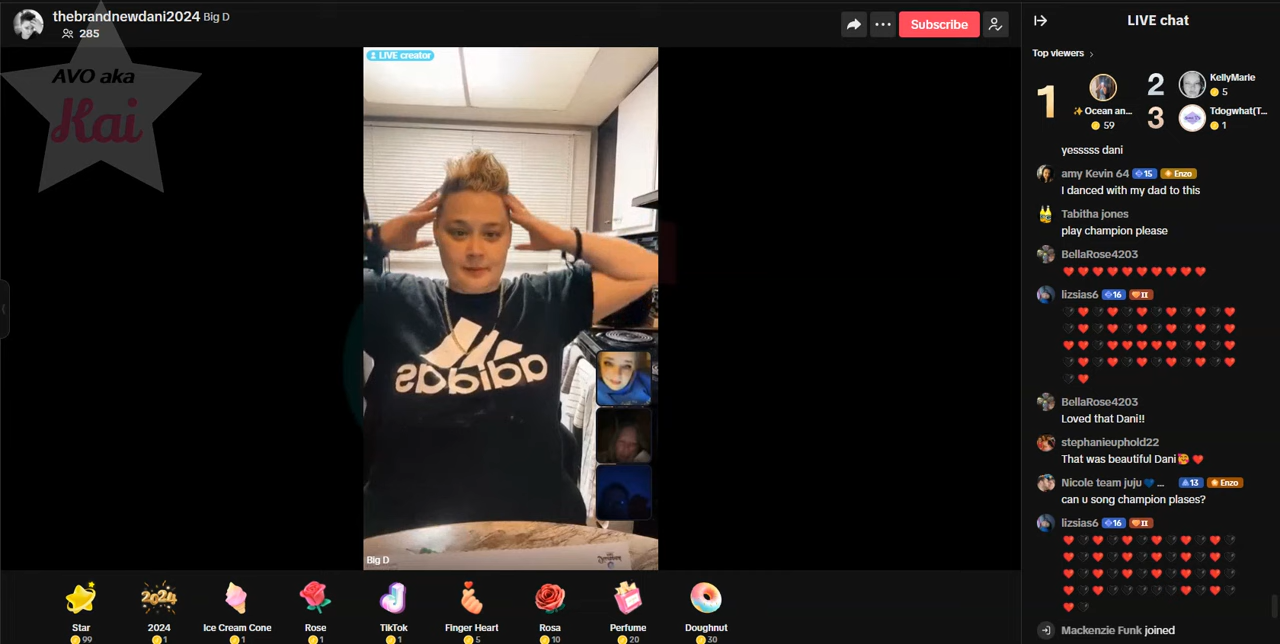 thebrandnewdani2024 Big D
285
Subscribe
LIVE chat
AVO aka
Kai
LIVE creator
adidas
Big D
Top viewers
1
✨Ocean an...
59
2
KellyMarie
5
3
Tdogwhat(T...
1
yesssss dani
amy Kevin 64 15 Enzo
I danced with my dad to this
Tabitha jones
play champion please
BellaRose4203
lizsias6 16 II
BellaRose4203
Loved that Dani!!
stephanieuphold22
That was beautiful Dani🥰 ❤️
Nicole team juju💙 ... 13 Enzo
can u song champion plases?
lizsias6 16 II
Mackenzie Funk joined
Star
99
2024
2024
1
Ice Cream Cone
1
Rose
1
TikTok
1
Finger Heart
5
Rosa
10
Perfume
20
Doughnut
30